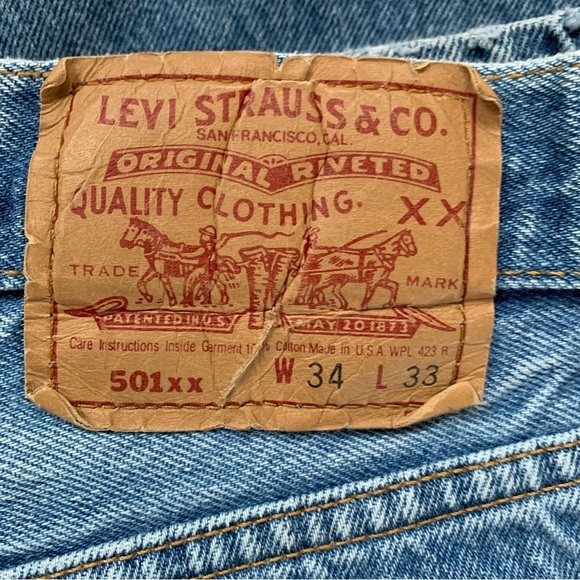 LEVI STRAUSS & CO.
SAN FRANCISCO, CAL.
ORIGINAL RIVETED
QUALITY CLOTHING. XX
TRADE MARK
PATENTED IN U.S. MAY 20 1873
Care Instructions Inside Garment Cotton Made in U.S.A. WPL 423
501xx W 34 L 33